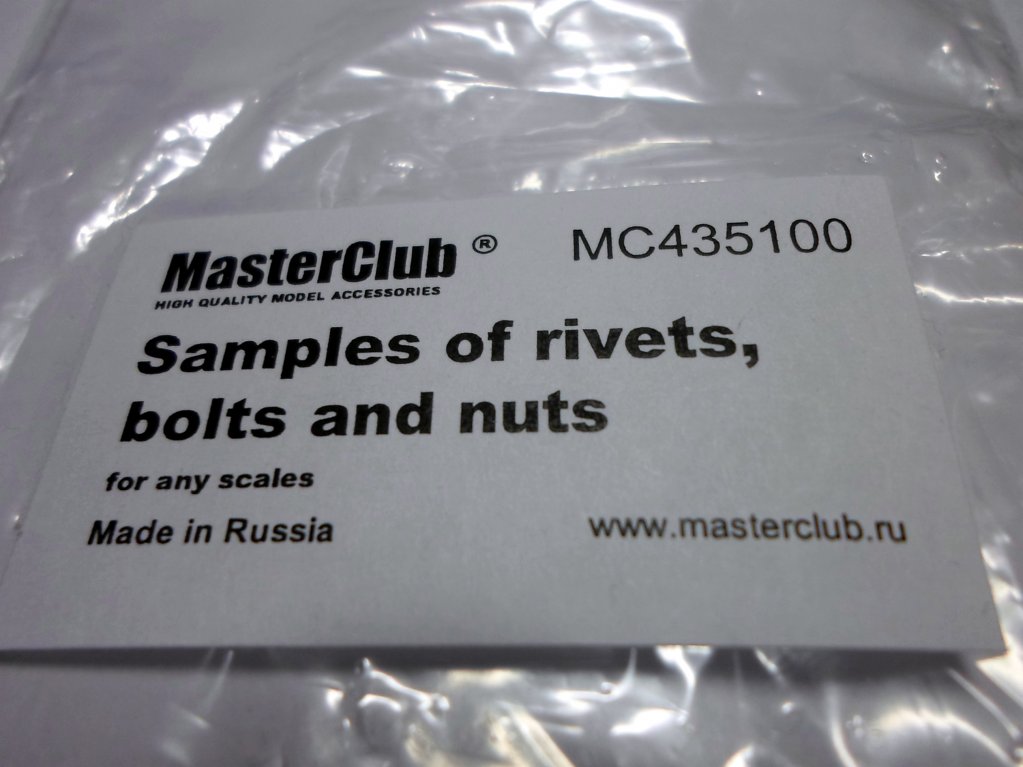 MasterClub ®
MC435100
HIGH QUALITY MODEL ACCESSORIES
Samples of rivets,
bolts and nuts
for any scales
Made in Russia
www.masterclub.ru